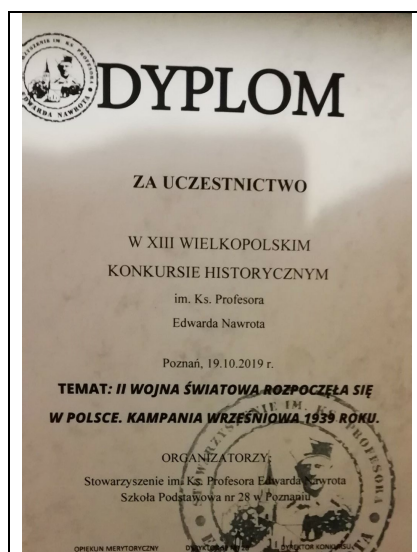 DYPLOM
ZA UCZESTNICTWO
W XIII WIELKOPOLSKIM
KONKURSIE HISTORYCZNYM
im. Ks. Profesora
Edwarda Nawrota
Poznań, 19.10.2019 r.
TEMAT: II WOJNA ŚWIATOWA ROZPOCZĘŁA SIĘ
W POLSCE. KAMPANIA WRZEŚNIOWA 1939 ROKU.
ORGANIZATORZY:
Stowarzyszenie im. Ks. Profesora Edwarda Nawrota
Szkoła Podstawowa nr 28 w Poznaniu
OPIEKUN MERYTORYCZNY
DYREKTOR KONKURSU